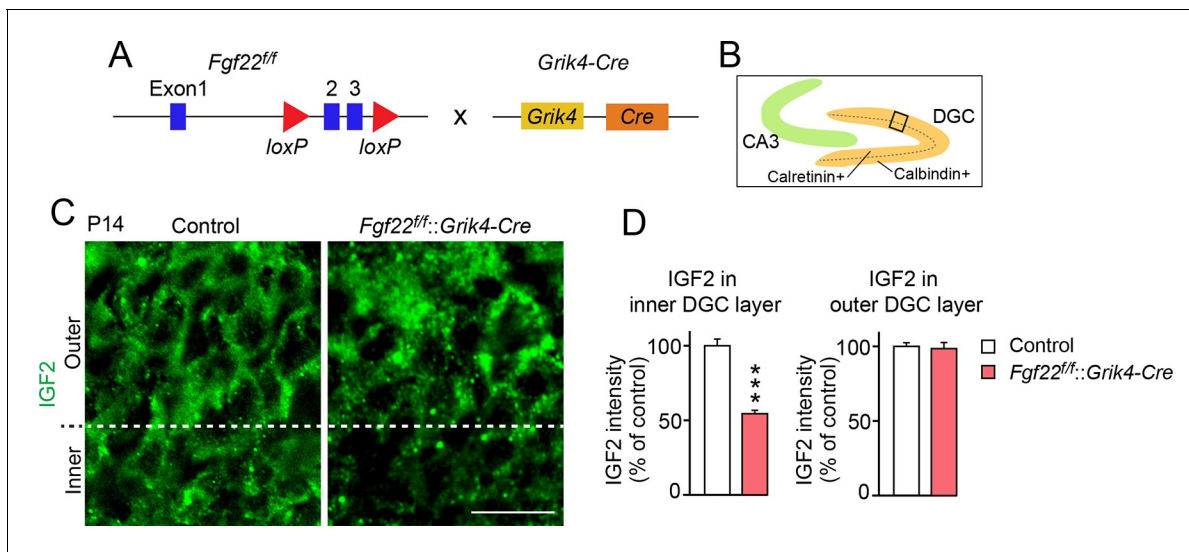 A
Fgf22f/f
Grik4-Cre
Exon1
2
3
loxP
loxP
x
Grik4
Cre
B
DGC
CA3
Calretinin+
Calbindin+
C
P14
Control
Fgf22f/f::Grik4-Cre
IGF2
Outer
Inner
D
IGF2 in
inner DGC layer
IGF2 intensity
(% of control)
100
50
0
***
IGF2 in
outer DGC layer
IGF2 intensity
(% of control)
100
50
0
Control
Fgf22f/f::Grik4-Cre